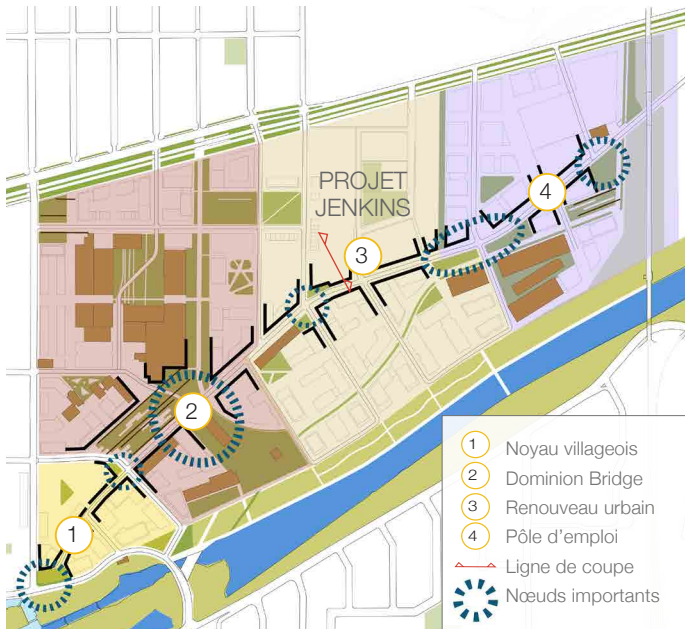 PROJET
JENKINS
4
3
2
1
1 Noyau villageois
2 Dominion Bridge
3 Renouveau urbain
4 Pôle d'emploi
Ligne de coupe
Nœuds importants